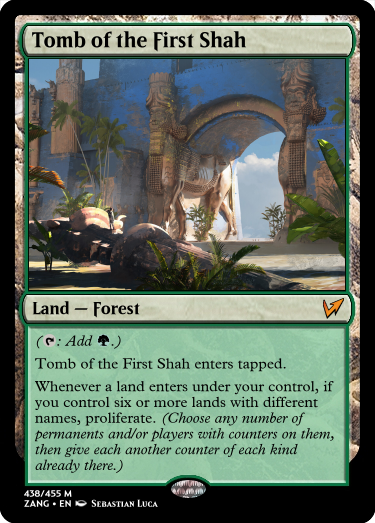 Tomb of the First Shah
Land — Forest
(: Add .)
Tomb of the First Shah enters tapped.
Whenever a land enters under your control, if
you control six or more lands with different
names, proliferate. (Choose any number of
permanents and/or players with counters on them,
then give each another counter of each kind
already there.)
438/455 M
ZANG • EN Sebastian Luca